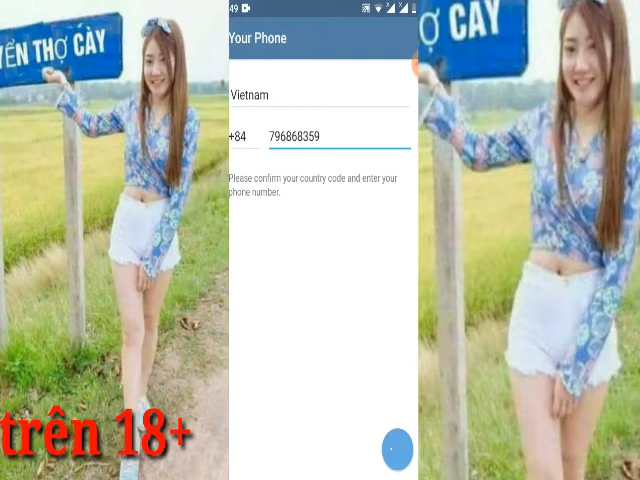 YỂN THỢ CÀY
49
Your Phone
Vietnam
+84 796868359
Please confirm your country code and enter your
phone number.
Ợ CÀY
trên 18+